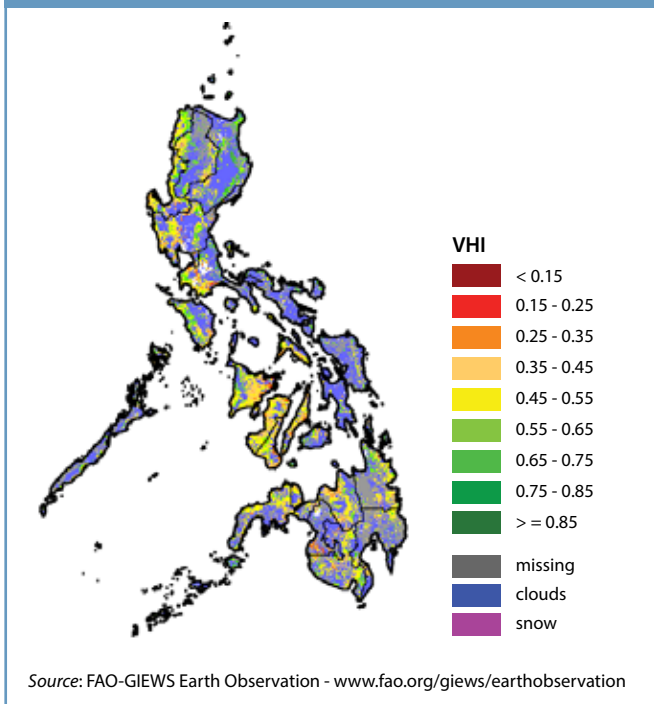 VHI
< 0.15
0.15 - 0.25
0.25 - 0.35
0.35 - 0.45
0.45 - 0.55
0.55 - 0.65
0.65 - 0.75
0.75 - 0.85
> = 0.85
missing
clouds
snow
Source: FAO-GIEWS Earth Observation - www.fao.org/giews/earthobservation